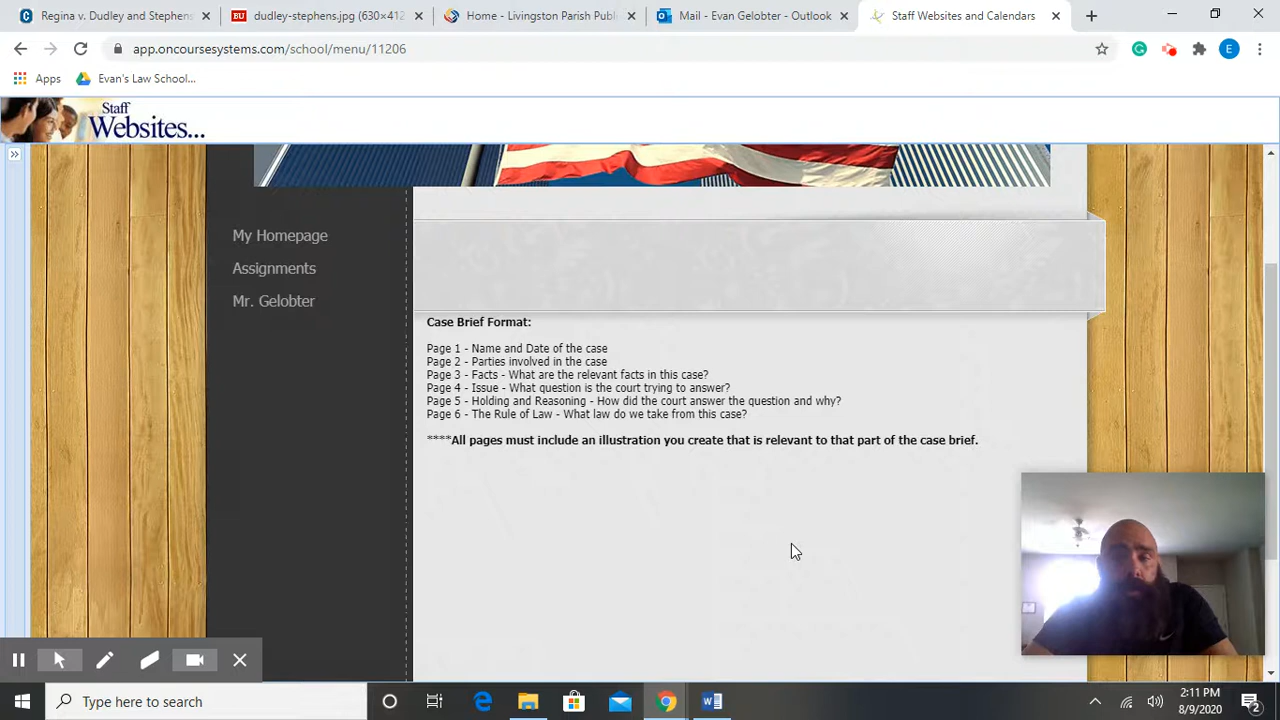 Regina v. Dudley and Stephens
dudley-stephens.jpg (630×412
Home - Livingston Parish Publ
Mail - Evan Gelobter - Outlook
Staff Websites and Calendars
app.oncoursesystems.com/school/menu/11206
E
Apps
Evan's Law School...
Staff
Websites...
My Homepage
Assignments
Mr. Gelobter
Case Brief Format:
Page 1 - Name and Date of the case
Page 2 - Parties involved in the case
Page 3 - Facts - What are the relevant facts in this case?
Page 4 - Issue - What question is the court trying to answer?
Page 5 - Holding and Reasoning - How did the court answer the question and why?
Page 6 - The Rule of Law - What law do we take from this case?
****All pages must include an illustration you create that is relevant to that part of the case brief.
Type here to search
2:11 PM
8/9/2020
2